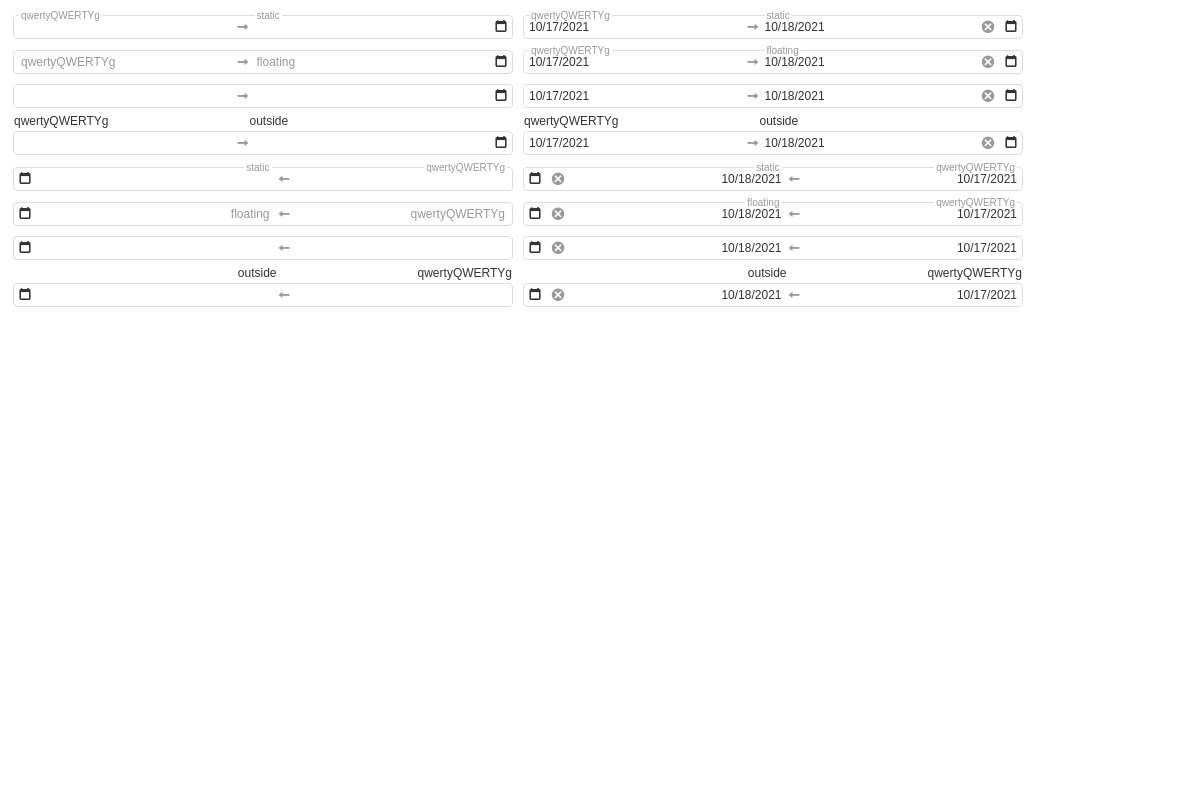 qwertyQWERTYg static qwertyQWERTYg static
10/17/2021 10/18/2021
qwertyQWERTYg floating
qwertyQWERTYg floating 10/17/2021 10/18/2021
10/17/2021 10/18/2021
qwertyQWERTYg outside qwertyQWERTYg outside
10/17/2021 10/18/2021
static qwertyQWERTYg static qwertyQWERTYg
10/18/2021 10/17/2021
floating qwertyQWERTYg
floating qwertyQWERTYg 10/18/2021 10/17/2021
10/18/2021 10/17/2021
outside qwertyQWERTYg outside qwertyQWERTYg
10/18/2021 10/17/2021